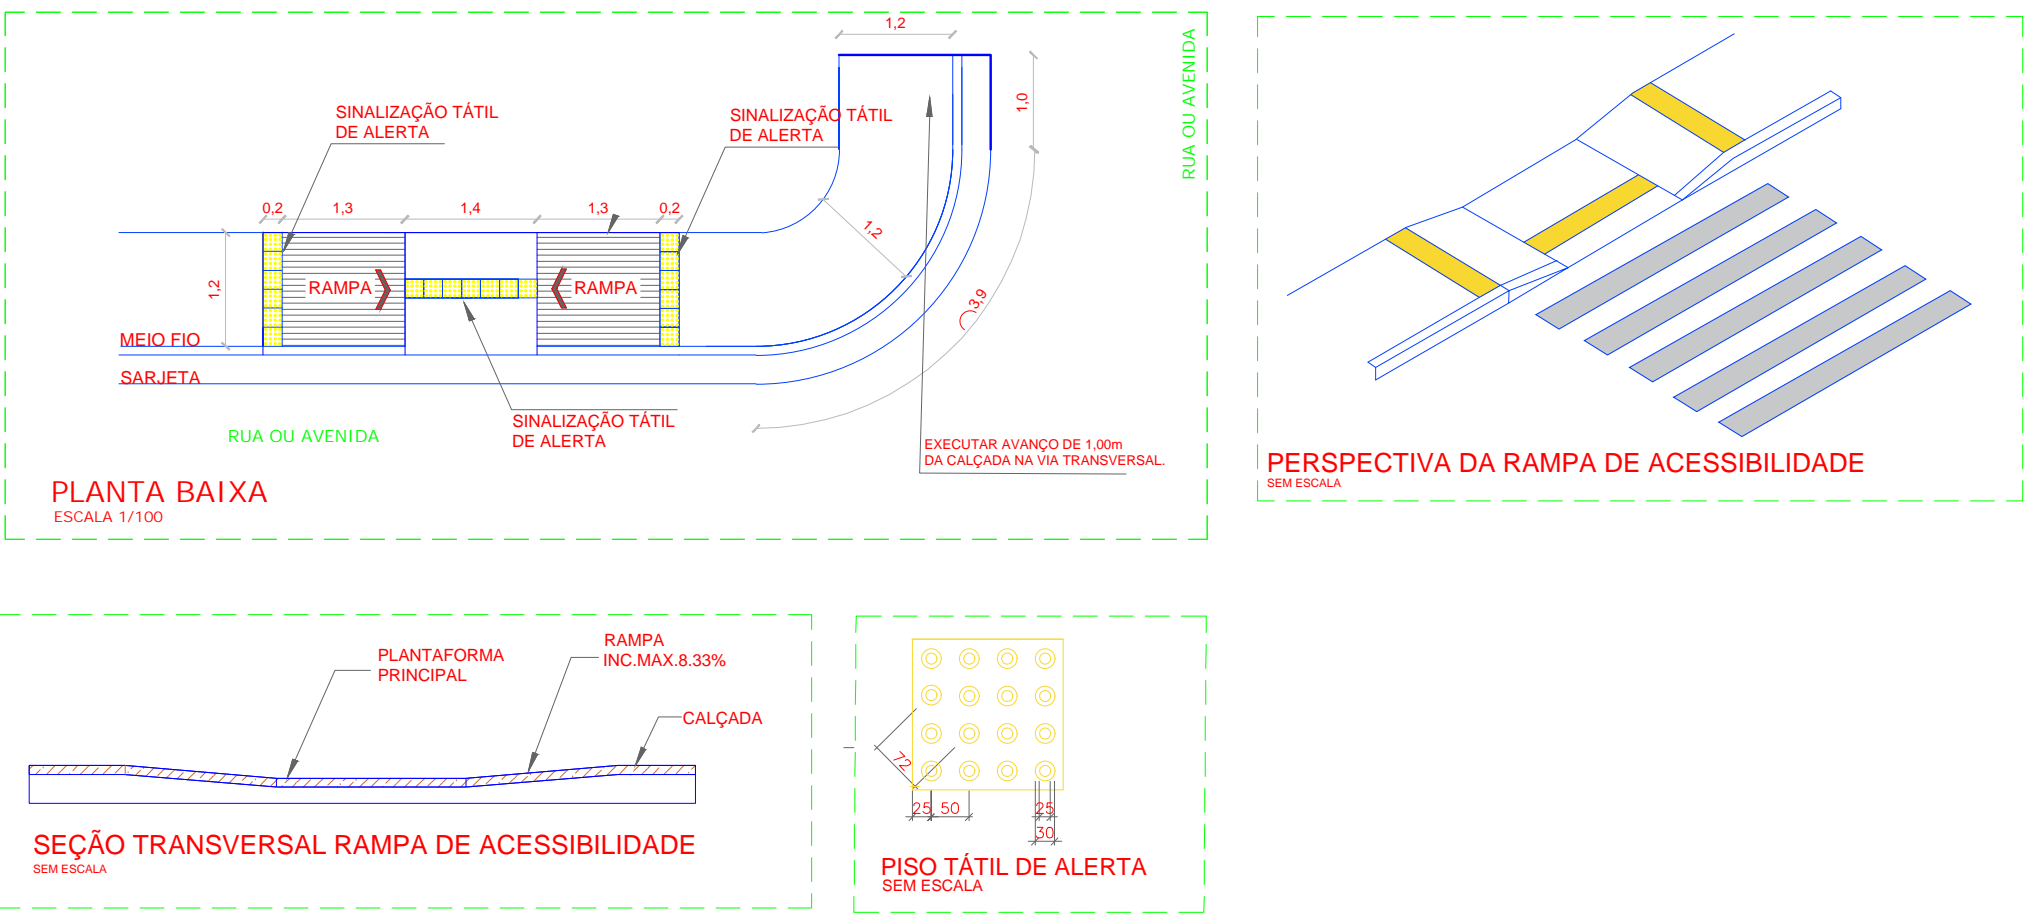 1,2
RUA OU AVENIDA
1,0
SINALIZAÇÃO TÁTIL
DE ALERTA
SINALIZAÇÃO TÁTIL
DE ALERTA
0,2
1,3
1,4
1,3
0,2
1,2
1,2
RAMPA
RAMPA
3,9
MEIO FIO
SARJETA
SINALIZAÇÃO TÁTIL
DE ALERTA
RUA OU AVENIDA
EXECUTAR AVANÇO DE 1,00m
DA CALÇADA NA VIA TRANSVERSAL.
PLANTA BAIXA
ESCALA 1/100
PERSPECTIVA DA RAMPA DE ACESSIBILIDADE
SEM ESCALA
PLANTAFORMA
PRINCIPAL
RAMPA
INC.MAX.8.33%
CALÇADA
SEÇÃO TRANSVERSAL RAMPA DE ACESSIBILIDADE
SEM ESCALA
72
25
50
25
30
PISO TÁTIL DE ALERTA
SEM ESCALA